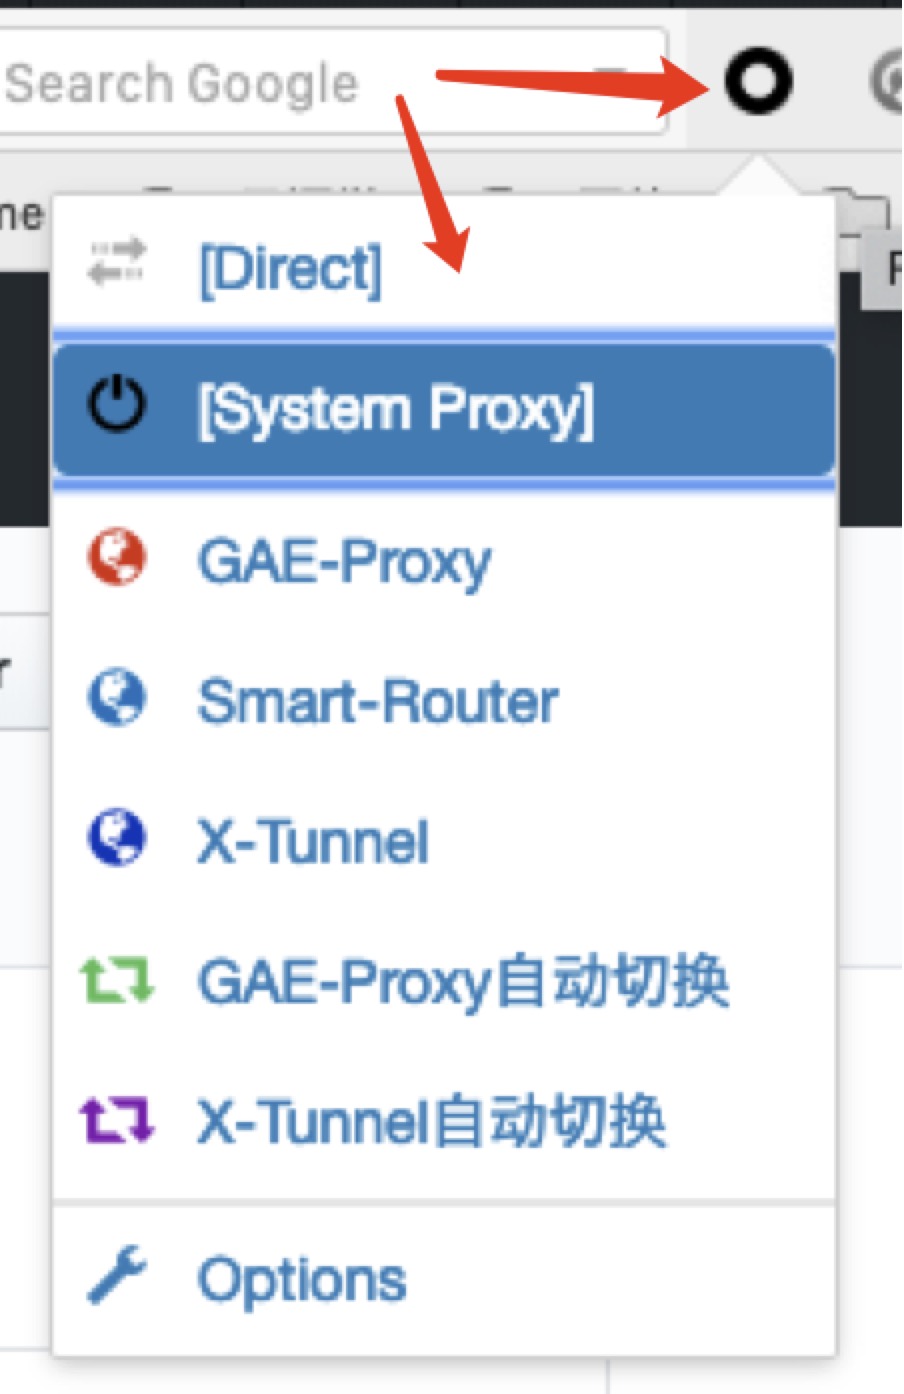 Search Google
me
[Direct]
[System Proxy]
GAE-Proxy
Smart-Router
X-Tunnel
GAE-Proxy自动切换
X-Tunnel自动切换
Options